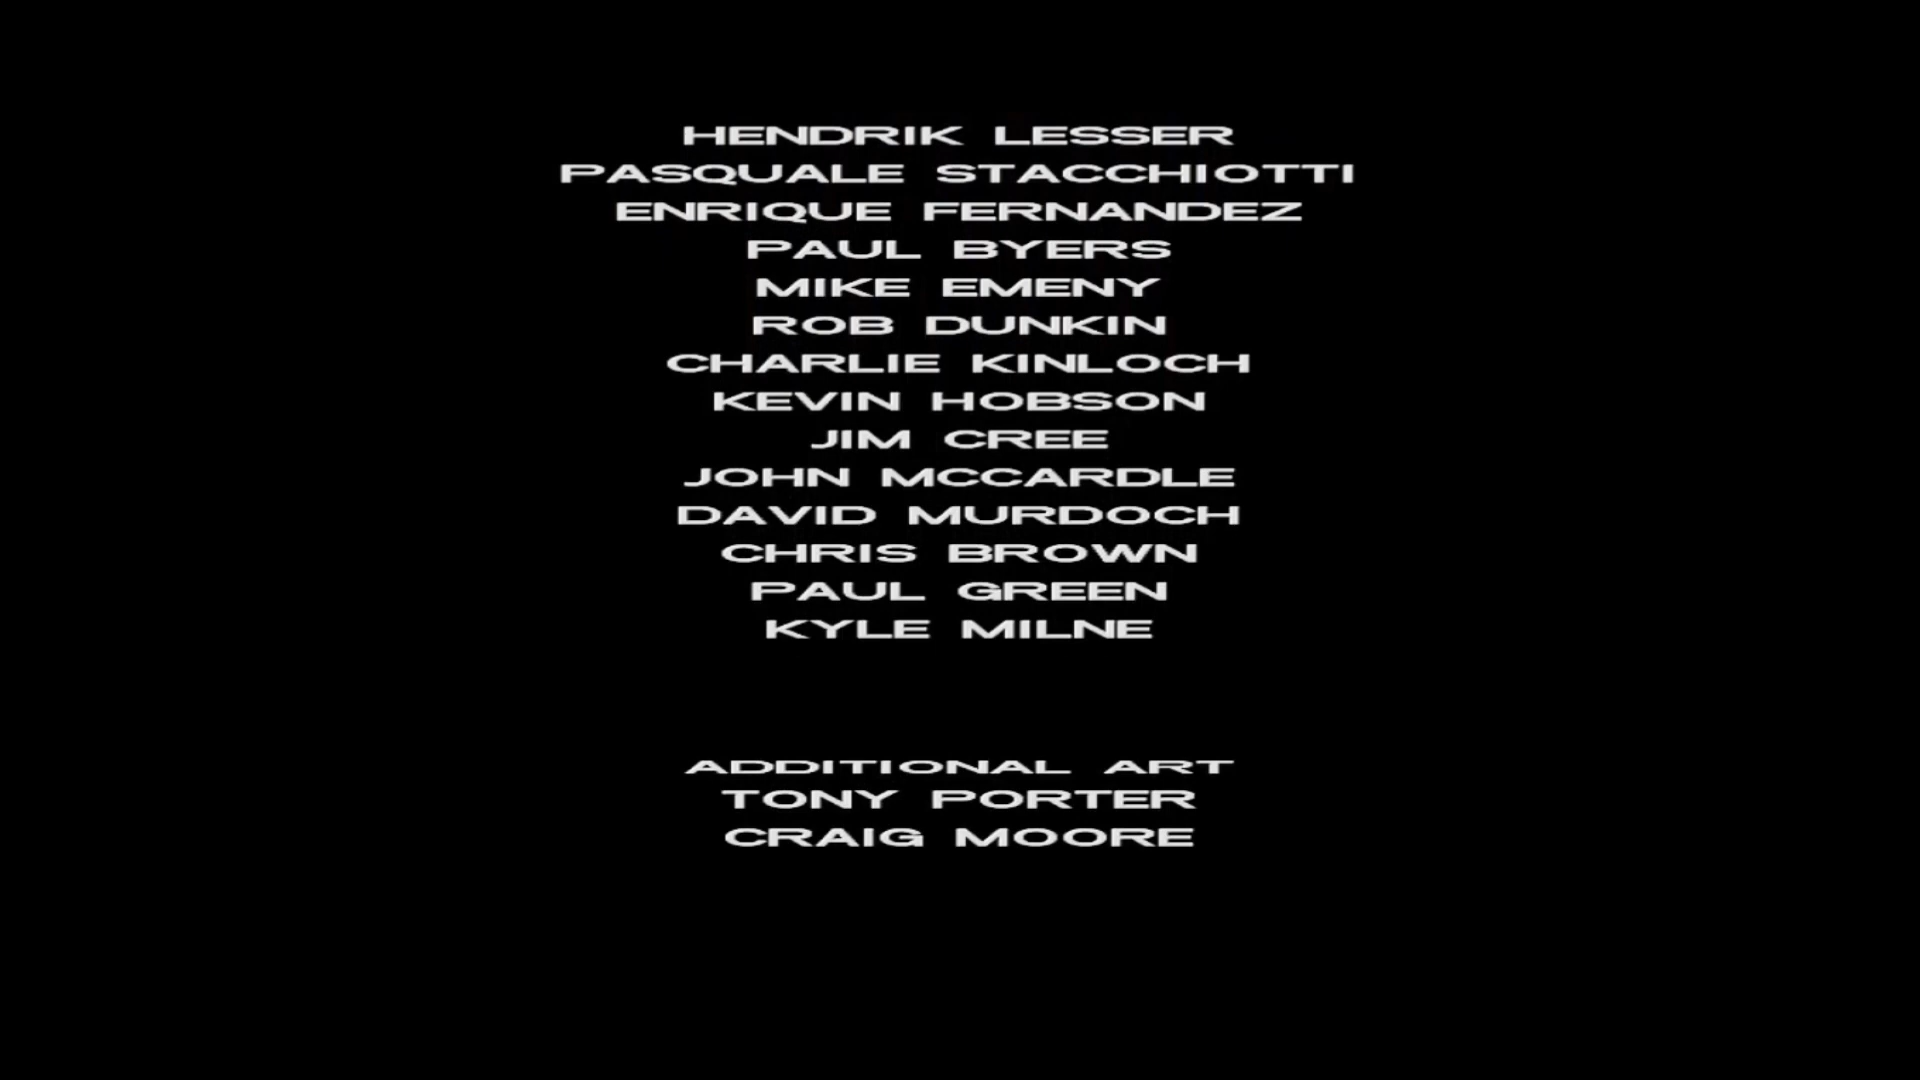 HENDRIK LESSER
PASQUALE STACCHIOTTI
ENRIQUE FERNANDEZ
PAUL BYERS
MIKE EMENY
ROB DUNKIN
CHARLIE KINLOCH
KEVIN HOBSON
JIM CREE
JOHN MCCARDLE
DAVID MURDOCH
CHRIS BROWN
PAUL GREEN
KYLE MILNE
ADDITIONAL ART
TONY PORTER
CRAIG MOORE